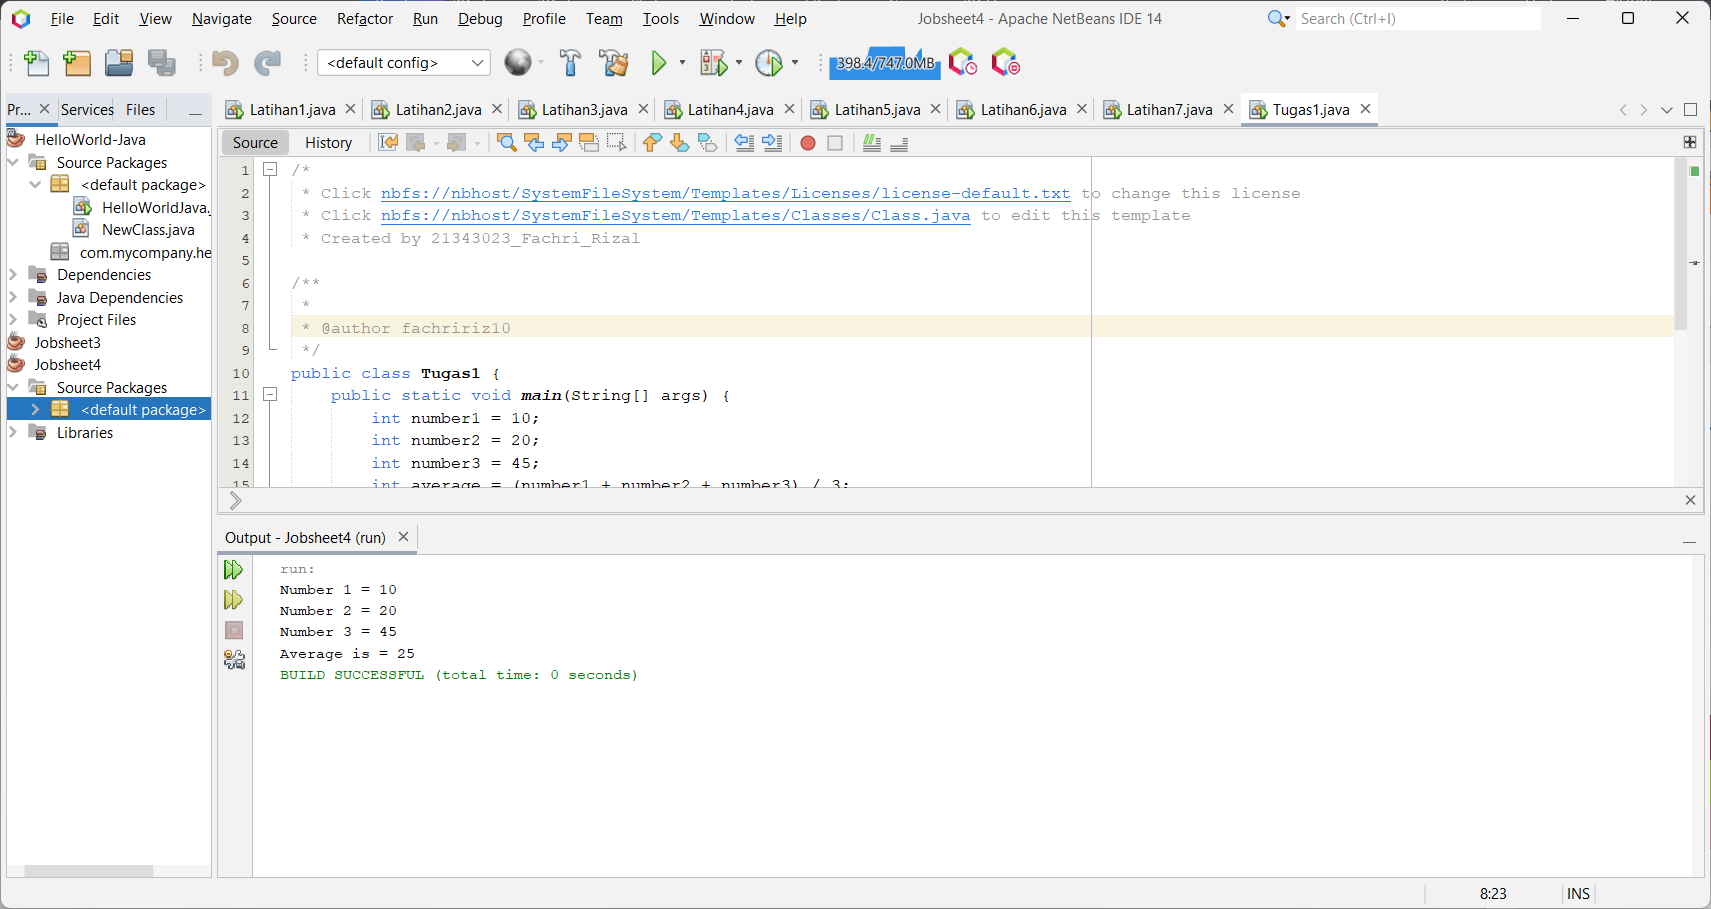 File Edit View Navigate Source Refactor Run Debug Profile Team Tools Window Help
Jobsheet4 - Apache NetBeans IDE 14
Search (Ctrl+I)
<default config>
398.4/747.0MB
Pr... Services Files
Latihan1.java Latihan2.java Latihan3.java Latihan4.java Latihan5.java Latihan6.java Latihan7.java Tugas1.java
HelloWorld-Java
Source Packages
<default package>
HelloWorldJava.
NewClass.java
com.mycompany.he
Dependencies
Java Dependencies
Project Files
Jobsheet3
Jobsheet4
Source Packages
<default package>
Libraries
Source History
1 /*
2 * Click nbfs://nbhost/SystemFileSystem/Templates/Licenses/license-default.txt to change this license
3 * Click nbfs://nbhost/SystemFileSystem/Templates/Classes/Class.java to edit this template
4 * Created by 21343023_Fachri_Rizal
5
6 /**
7 *
8 * @author fachririz10
9 */
10 public class Tugas1 {
11 public static void main(String[] args) {
12 int number1 = 10;
13 int number2 = 20;
14 int number3 = 45;
15 int average = (number1 + number2 + number3) / 3;
Output - Jobsheet4 (run)
run:
Number 1 = 10
Number 2 = 20
Number 3 = 45
Average is = 25
BUILD SUCCESSFUL (total time: 0 seconds)
8:23 INS